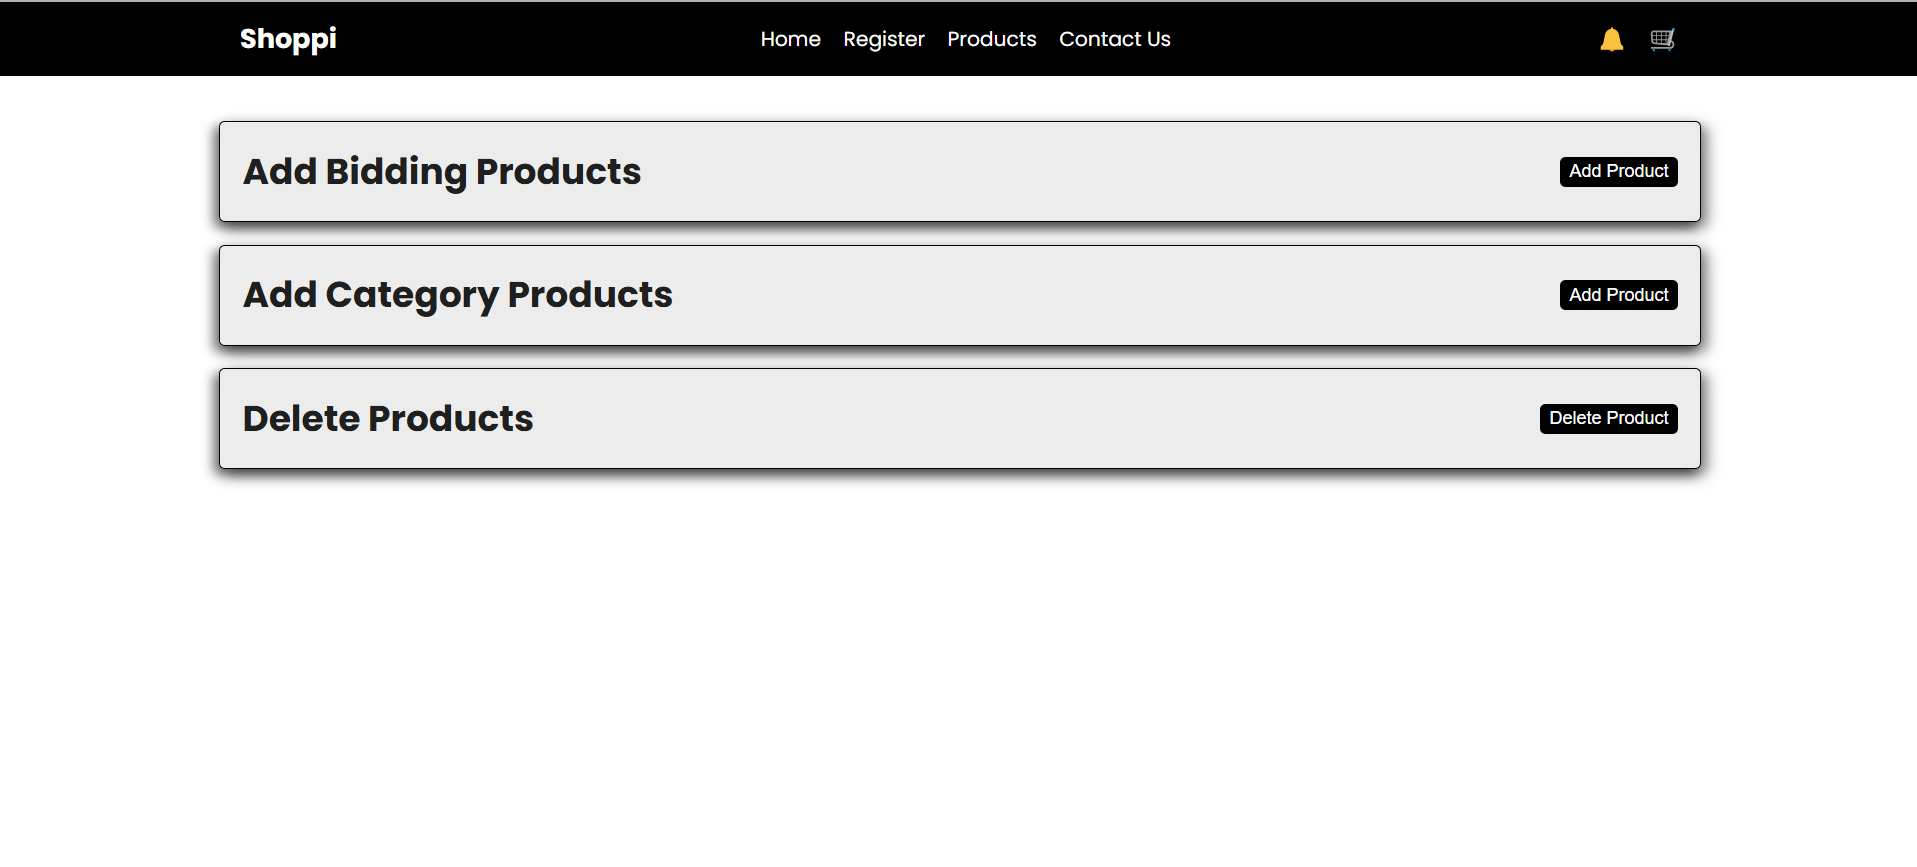 Shoppi Home Register Products Contact Us
Add Bidding Products Add Product
Add Category Products Add Product
Delete Products Delete Product